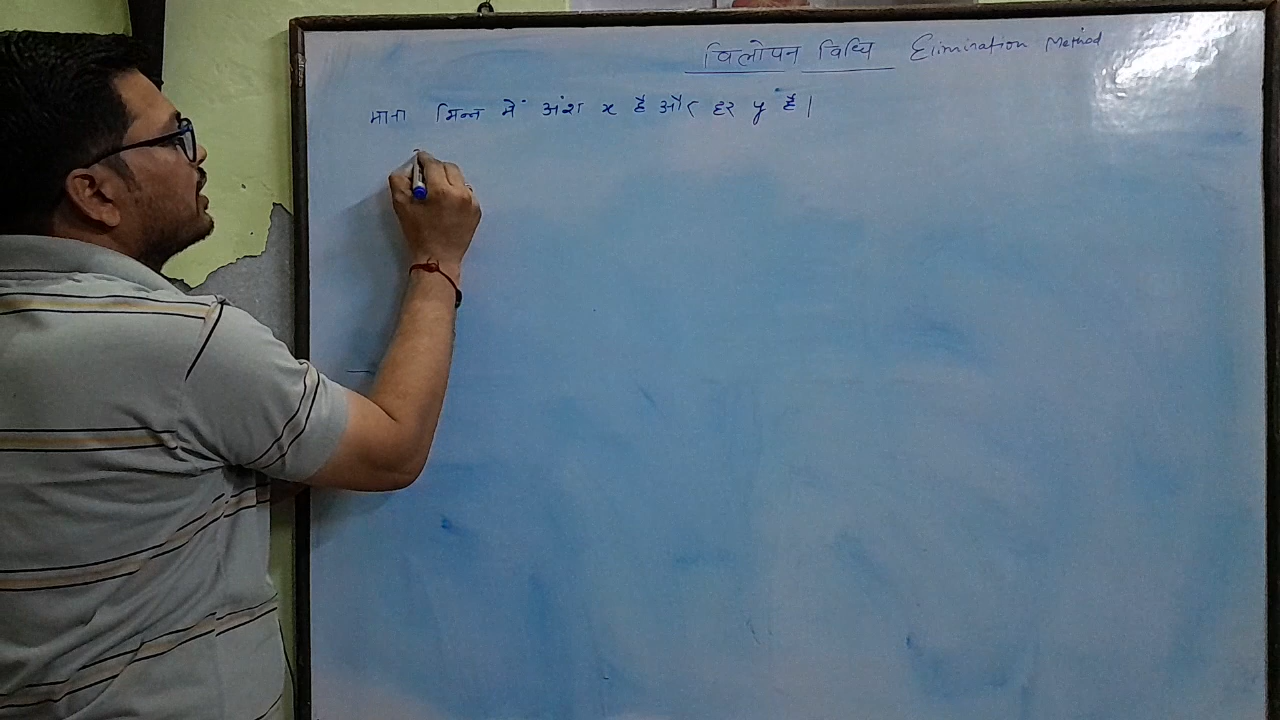 विलोपन विधि Elimination Method
माना भिन्न में अंश x है और हर y है।